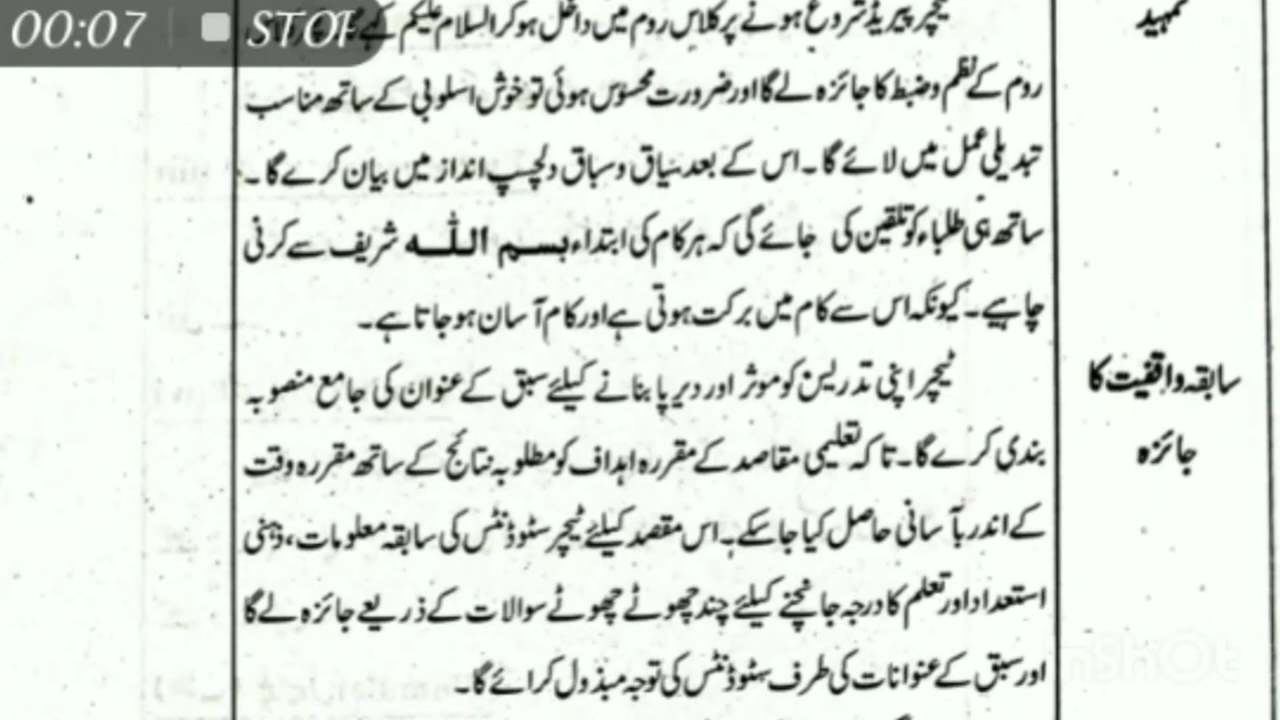 00:07 STOP
تمہید
ٹیچر پیریڈ شروع ہونے پر کلاس روم میں داخل ہو کر السلام علیکم کہے
روم کے نظم و ضبط کا جائزہ لے گا اور ضرورت محسوس ہوئی تو خوش اسلوبی کے ساتھ مناسب
تبدیلی عمل میں لائے گا۔ اس کے بعد سیاق و سباق دلچسپ انداز میں بیان کرے گا۔
ساتھ ہی طلباء کو تلقین کی جائے گی کہ ہر کام کی ابتداء بسم اللہ شریف سے کرنی
چاہیے۔ کیونکہ اس سے کام میں برکت ہوتی ہے اور کام آسان ہو جاتا ہے۔
سابقہ واقفیت کا
جائزہ
ٹیچر اپنی تدریس کو موثر اور دیرپا بنانے کیلئے سبق کے عنوان کی جامع منصوبہ
بندی کرے گا۔ تا کہ تعلیمی مقاصد کے مقررہ اہداف کو مطلوبہ نتائج کے ساتھ مقررہ وقت
کے اندر بآسانی حاصل کیا جا سکے۔ اس مقصد کیلئے ٹیچر سٹوڈنٹس کی سابقہ معلومات، ذہنی
استعداد اور تعلم کا درجہ جانچنے کیلئے چند چھوٹے چھوٹے سوالات کے ذریعے جائزہ لے گا
اور سبق کے عنوانات کی طرف سٹوڈنٹس کی توجہ مبذول کرائے گا۔